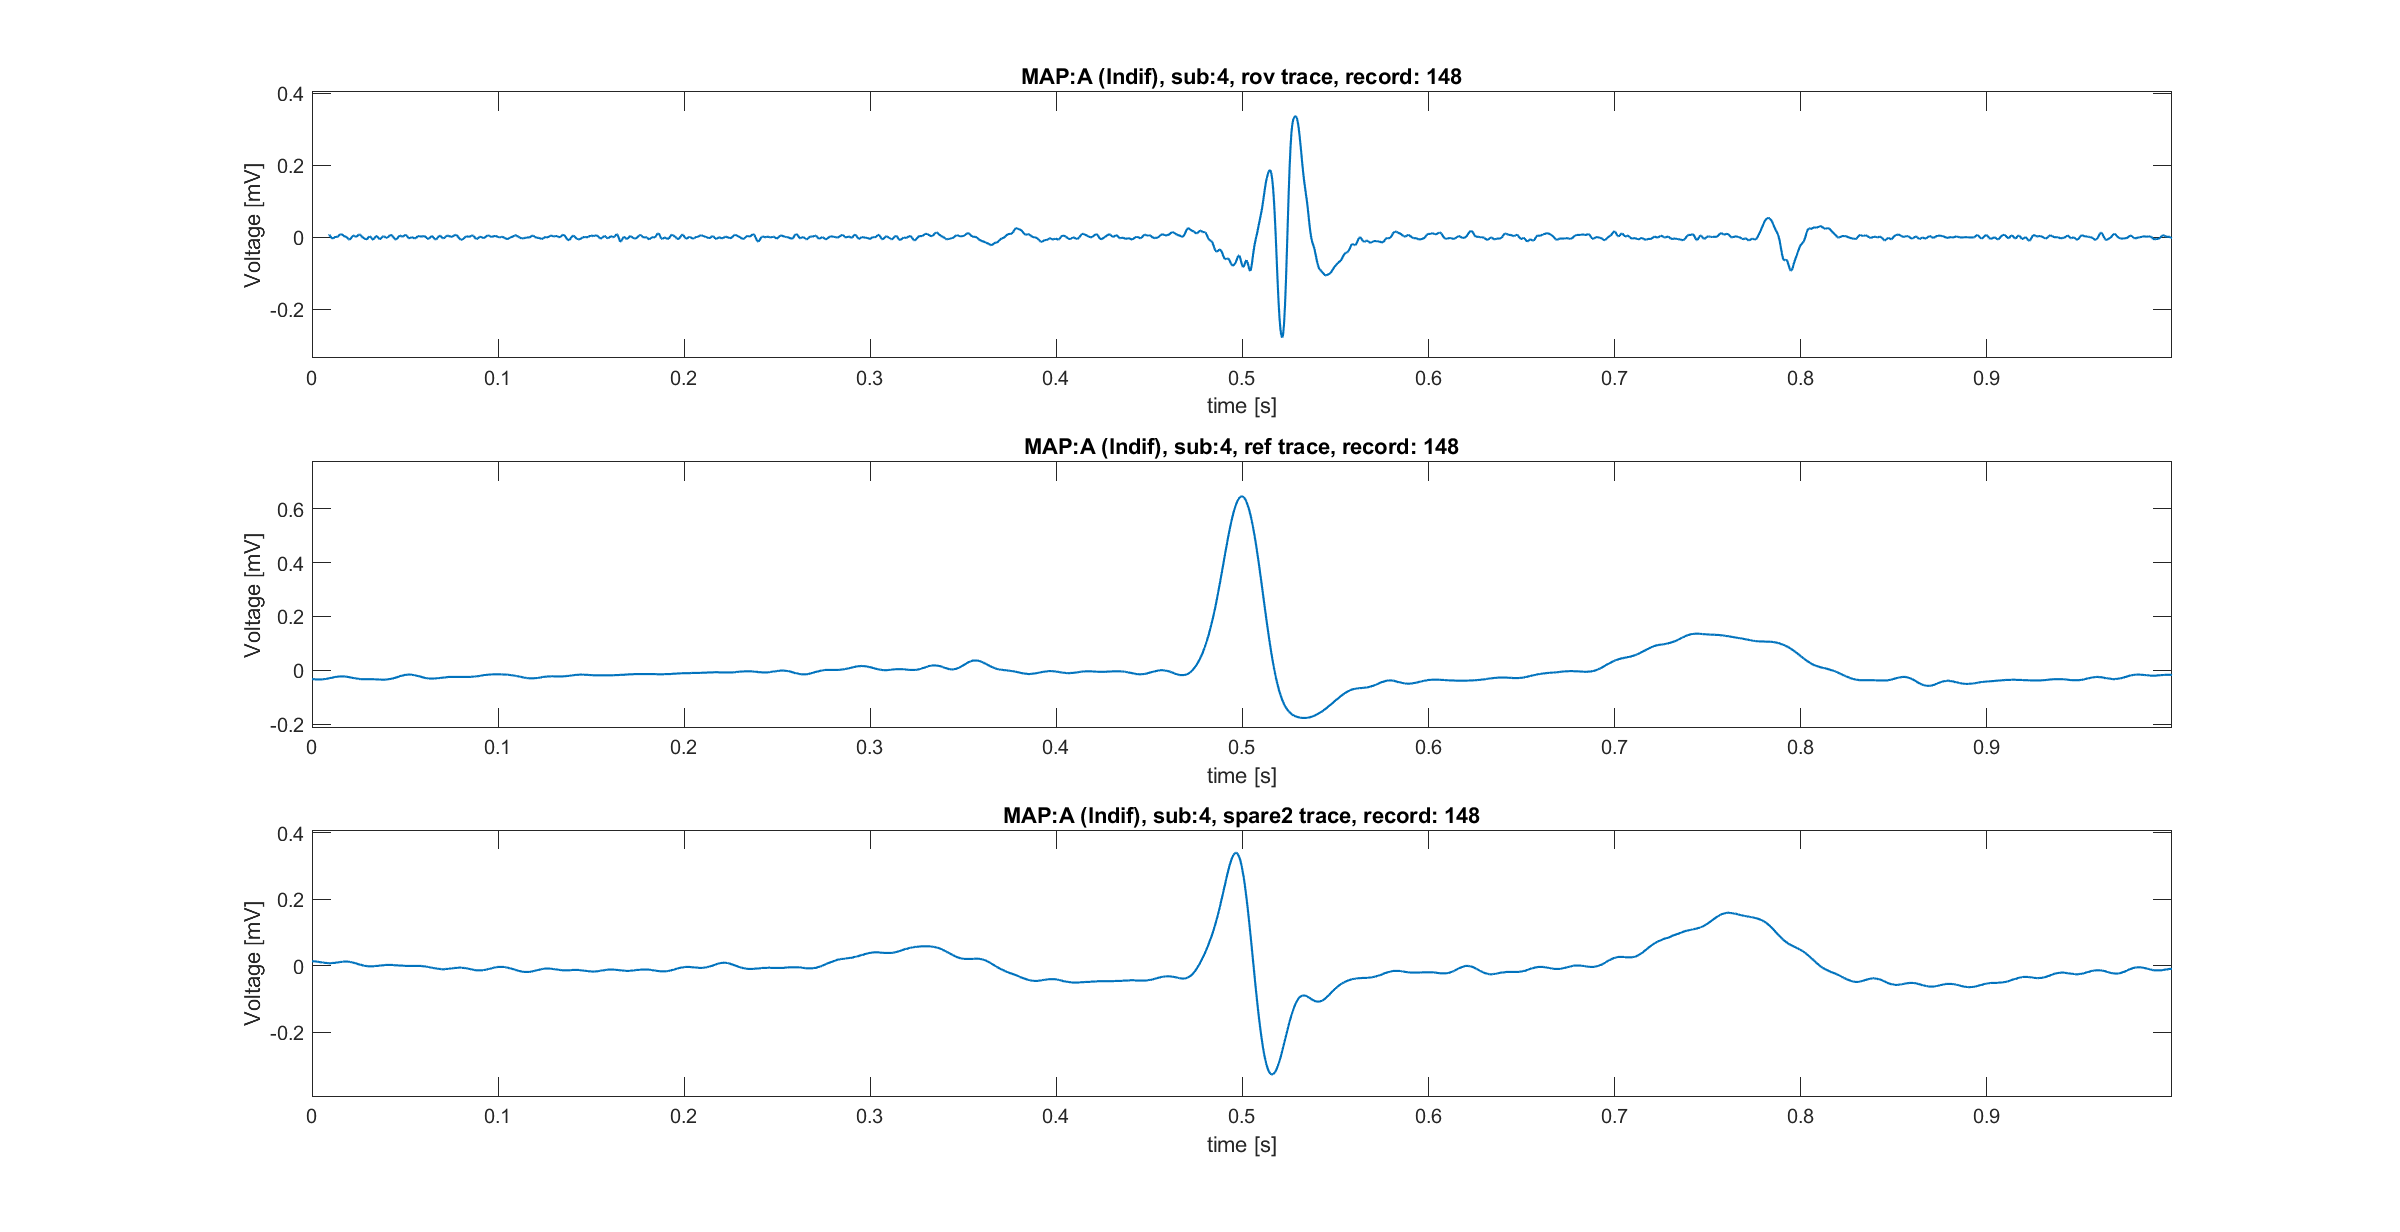 MAP:A (Indif), sub:4, rov trace, record: 148
0.4
0.2
0
-0.2
Voltage [mV]
0 0.1 0.2 0.3 0.4 0.5 0.6 0.7 0.8 0.9
time [s]
MAP:A (Indif), sub:4, ref trace, record: 148
0.6
0.4
0.2
0
-0.2
Voltage [mV]
0 0.1 0.2 0.3 0.4 0.5 0.6 0.7 0.8 0.9
time [s]
MAP:A (Indif), sub:4, spare2 trace, record: 148
0.4
0.2
0
-0.2
Voltage [mV]
0 0.1 0.2 0.3 0.4 0.5 0.6 0.7 0.8 0.9
time [s]